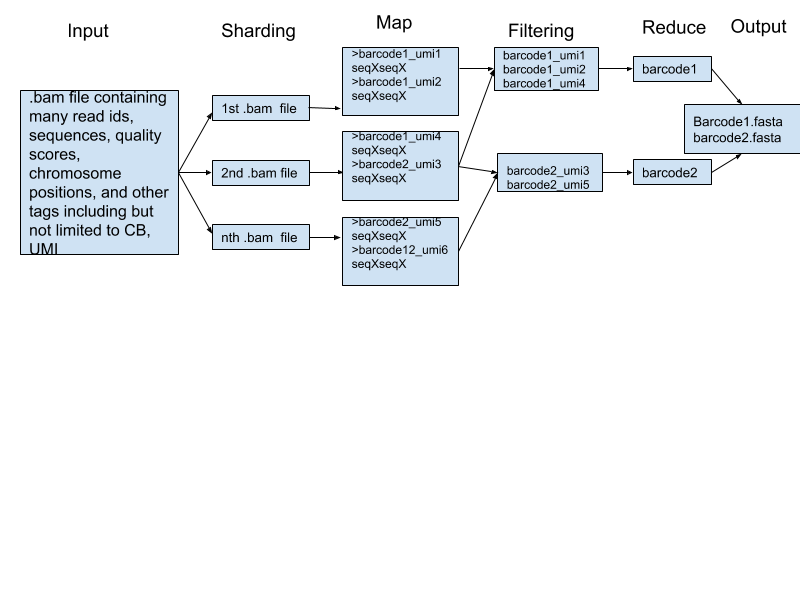 Input
Sharding
Map
Filtering
Reduce
Output
.bam file containing
many read ids,
sequences, quality
scores,
chromosome
positions, and other
tags including but
not limited to CB,
UMI
1st .bam file
2nd .bam file
nth .bam file
>barcode1_umi1
seqXseqX
>barcode1_umi2
seqXseqX
>barcode1_umi4
seqXseqX
>barcode2_umi3
seqXseqX
>barcode2_umi5
seqXseqX
>barcode12_umi6
seqXseqX
barcode1_umi1
barcode1_umi2
barcode1_umi4
barcode2_umi3
barcode2_umi5
barcode1
barcode2
Barcode1.fasta
barcode2.fasta